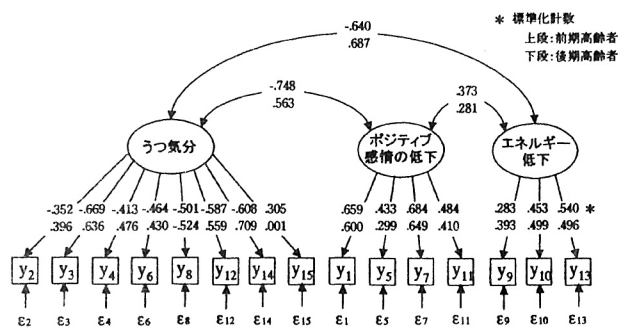 * 標準化計数
上段:前期高齢者
下段:後期高齢者
-.640
.687
-.748
.563
.373
.281
うつ気分
ポジティブ
感情の低下
エネルギー
低下
-.352 -.669 -.413 -.464 -.501 -.587 -.608 .305 .659 .433 .684 .484 .283 .453 .540 *
.396 .636 .476 .430 -.524 .559 .709 .001 .600 .299 .649 .410 .393 .499 .496
y2 y3 y4 y6 y8 y12 y14 y15 y1 y5 y7 y11 y9 y10 y13
ε2 ε3 ε4 ε6 ε8 ε12 ε14 ε15 ε1 ε5 ε7 ε11 ε9 ε10 ε13